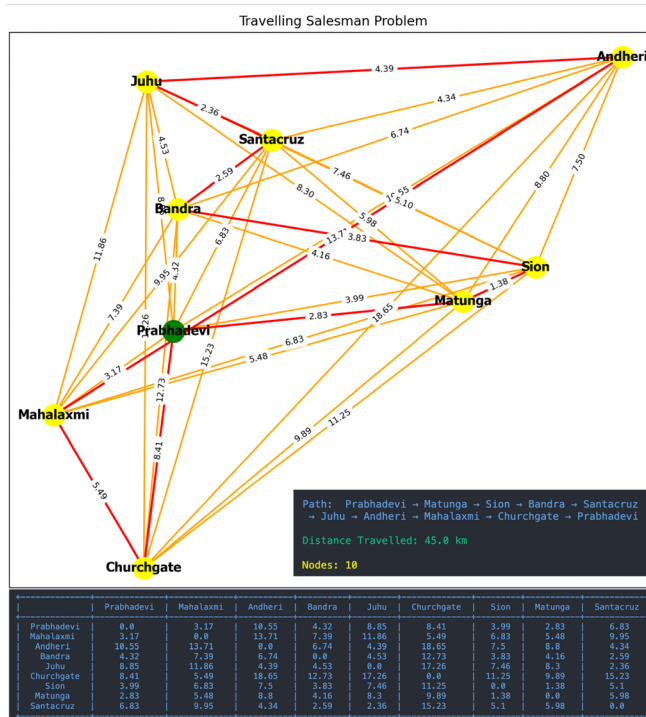 Travelling Salesman Problem
Andheri
Juhu
4.39
2.36
4.34
Santacruz
6.74
4.53
2.59
7.46
8.80
7.50
8.30
5.10
Bandra
5.98
6.83
3.83
11.86
9.95
4.16
Sion
1.38
3.99
Matunga
7.39
18.65
2.83
Prabhadevi
6.83
15.23
5.48
3.17
12.73
Mahalaxmi
8.41
9.89
11.25
5.49
Path: Prabhadevi → Matunga → Sion → Bandra → Santacruz
→ Juhu → Andheri → Mahalaxmi → Churchgate → Prabhadevi
Distance Travelled: 45.0 km
Nodes: 10
Churchgate
| | Prabhadevi | Mahalaxmi | Andheri | Bandra | Juhu | Churchgate | Sion | Matunga | Santacruz |
| Prabhadevi | 0.0 | 3.17 | 10.55 | 4.32 | 8.85 | 8.41 | 3.99 | 2.83 | 6.83 |
| Mahalaxmi | 3.17 | 0.0 | 13.71 | 7.39 | 11.86 | 5.49 | 6.83 | 5.48 | 9.95 |
| Andheri | 10.55 | 13.71 | 0.0 | 6.74 | 4.39 | 18.65 | 7.5 | 8.8 | 4.34 |
| Bandra | 4.32 | 7.39 | 6.74 | 0.0 | 4.53 | 12.73 | 3.83 | 4.16 | 2.59 |
| Juhu | 8.85 | 11.86 | 4.39 | 4.53 | 0.0 | 17.26 | 7.46 | 8.3 | 2.36 |
| Churchgate | 8.41 | 5.49 | 18.65 | 12.73 | 17.26 | 0.0 | 11.25 | 9.89 | 15.23 |
| Sion | 3.99 | 6.83 | 7.5 | 3.83 | 7.46 | 11.25 | 0.0 | 1.38 | 5.1 |
| Matunga | 2.83 | 5.48 | 8.8 | 4.16 | 8.3 | 9.89 | 1.38 | 0.0 | 5.98 |
| Santacruz | 6.83 | 9.95 | 4.34 | 2.59 | 2.36 | 15.23 | 5.1 | 5.98 | 0.0 |